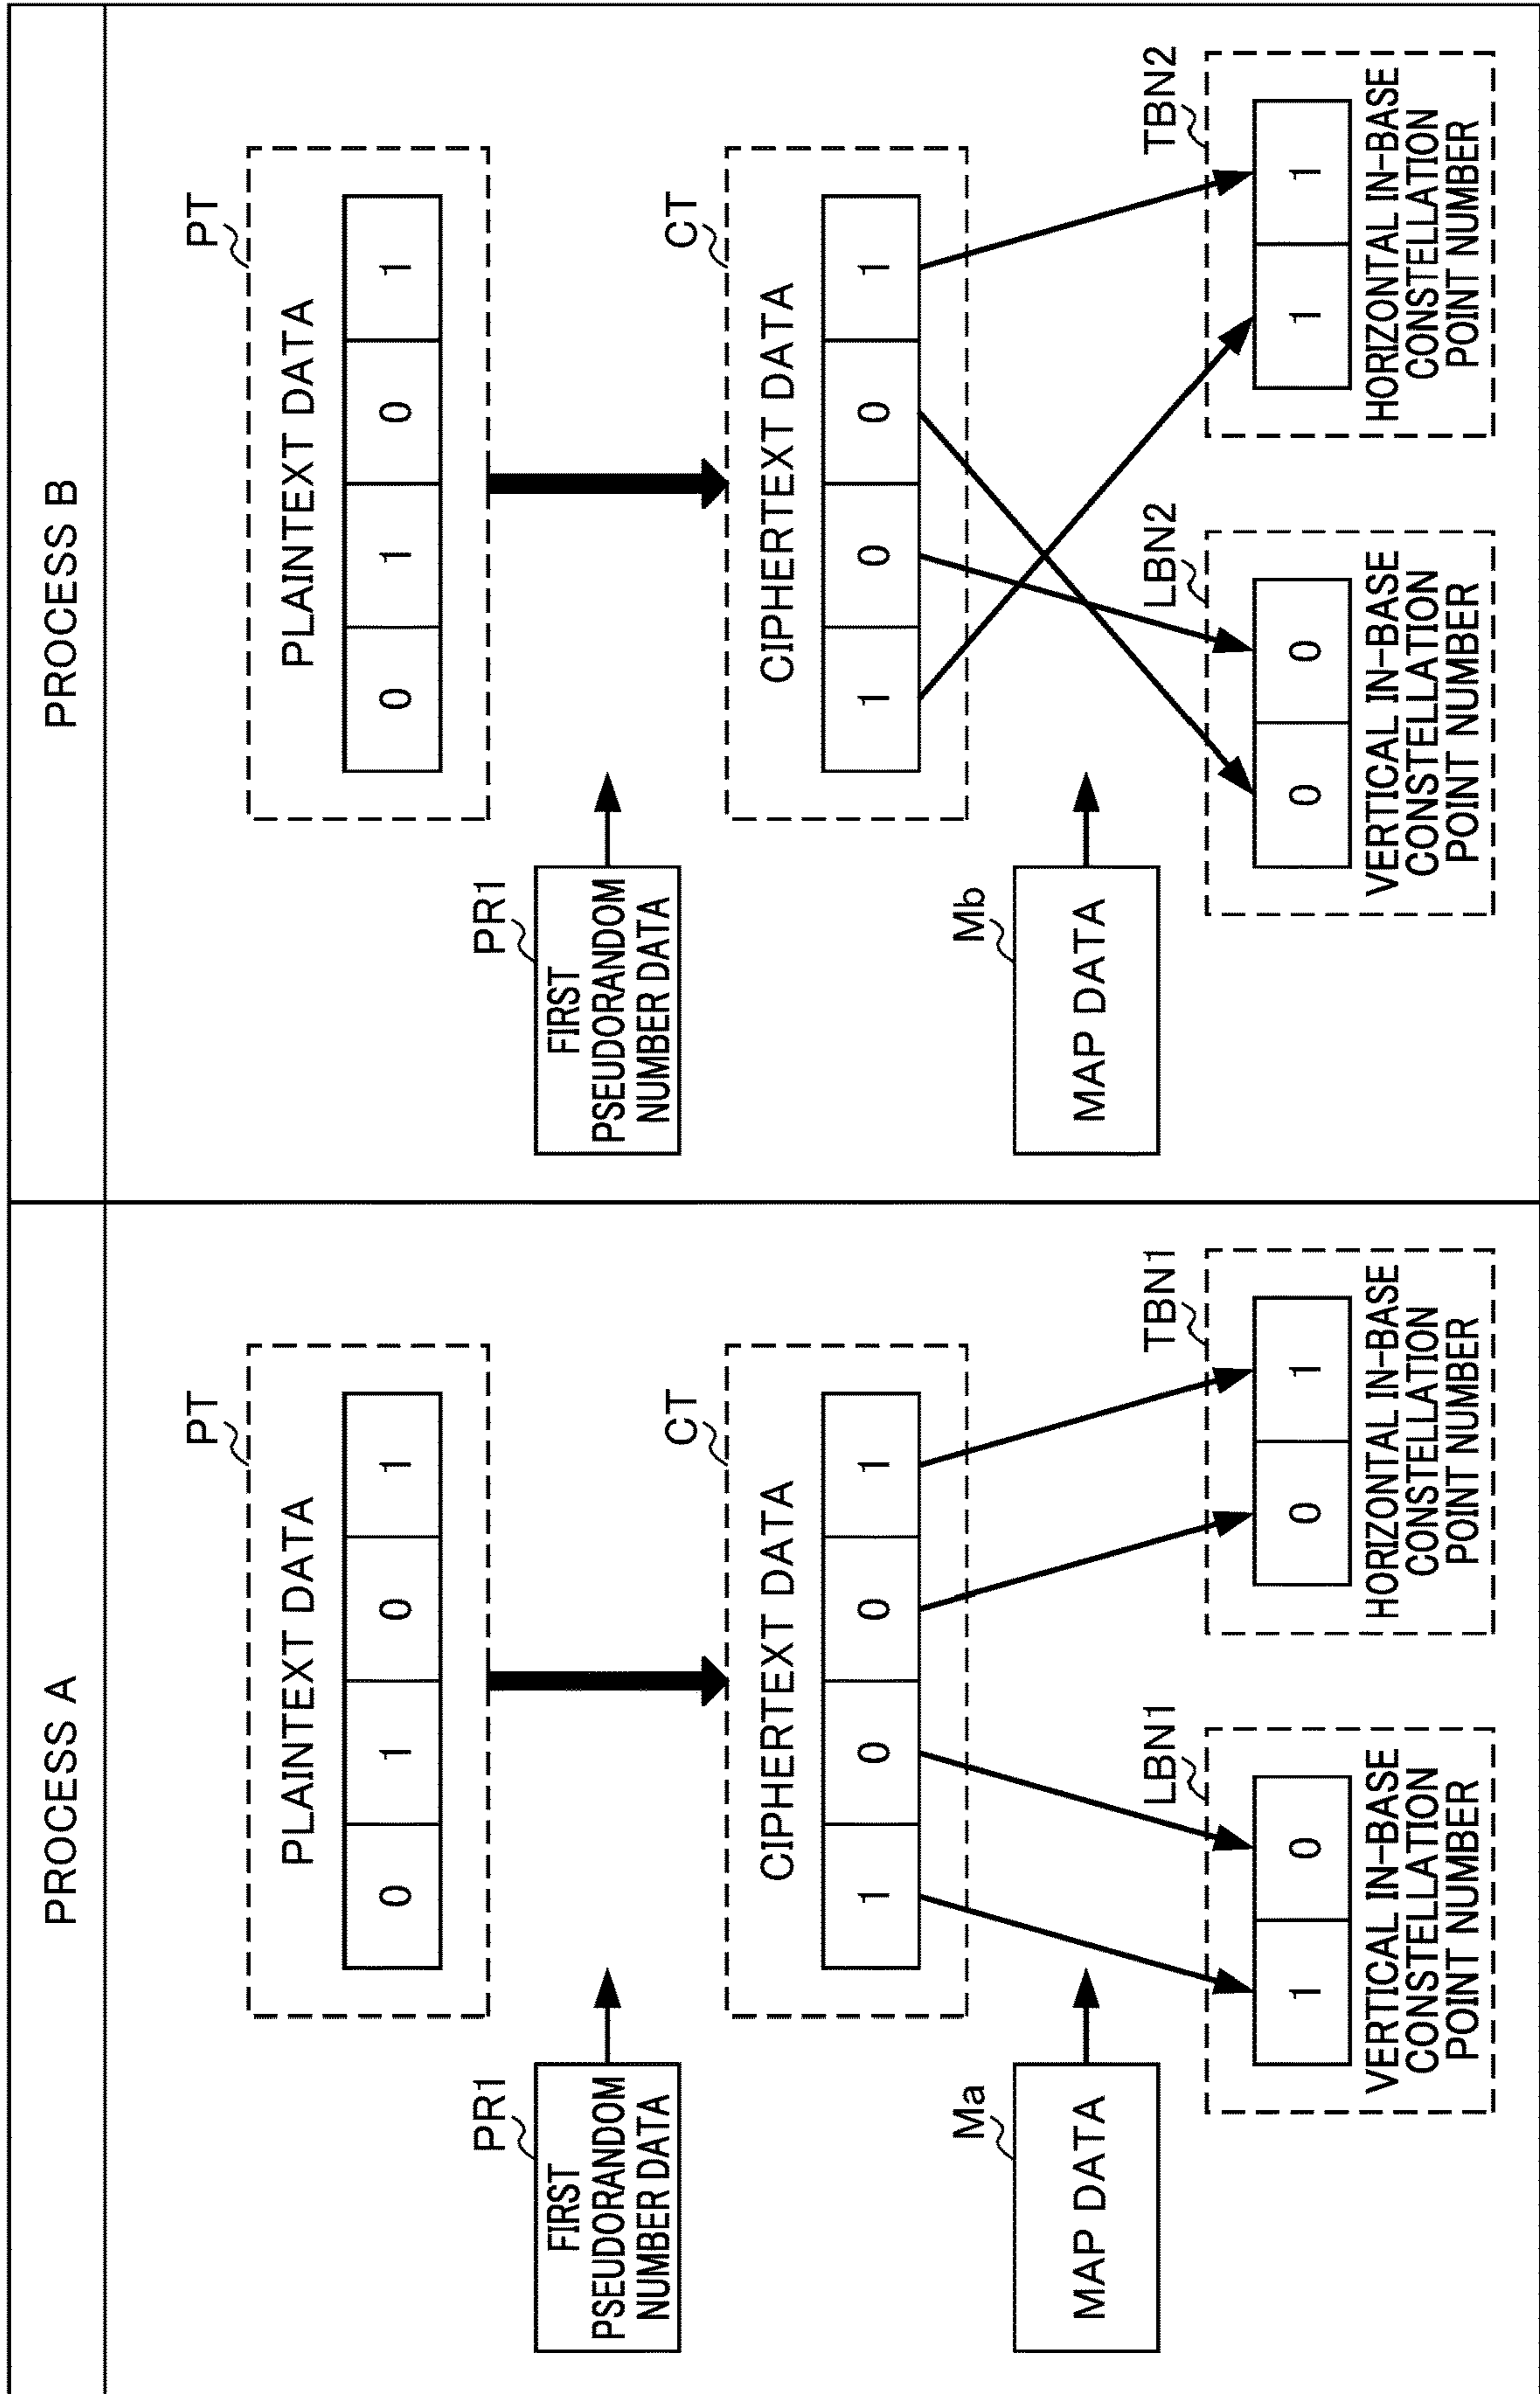 PROCESS A
PT
PLAINTEXT DATA
0 1 0 1
PR1
FIRST
PSEUDORANDOM
NUMBER DATA
CT
CIPHERTEXT DATA
1 0 0 1
Ma
MAP DATA
LBN1
1 0
VERTICAL IN-BASE
CONSTELLATION
POINT NUMBER
TBN1
0 1
HORIZONTAL IN-BASE
CONSTELLATION
POINT NUMBER
PROCESS B
PT
PLAINTEXT DATA
0 1 0 1
PR1
FIRST
PSEUDORANDOM
NUMBER DATA
CT
CIPHERTEXT DATA
1 0 0 1
Mb
MAP DATA
LBN2
0 0
VERTICAL IN-BASE
CONSTELLATION
POINT NUMBER
TBN2
1 1
HORIZONTAL IN-BASE
CONSTELLATION
POINT NUMBER